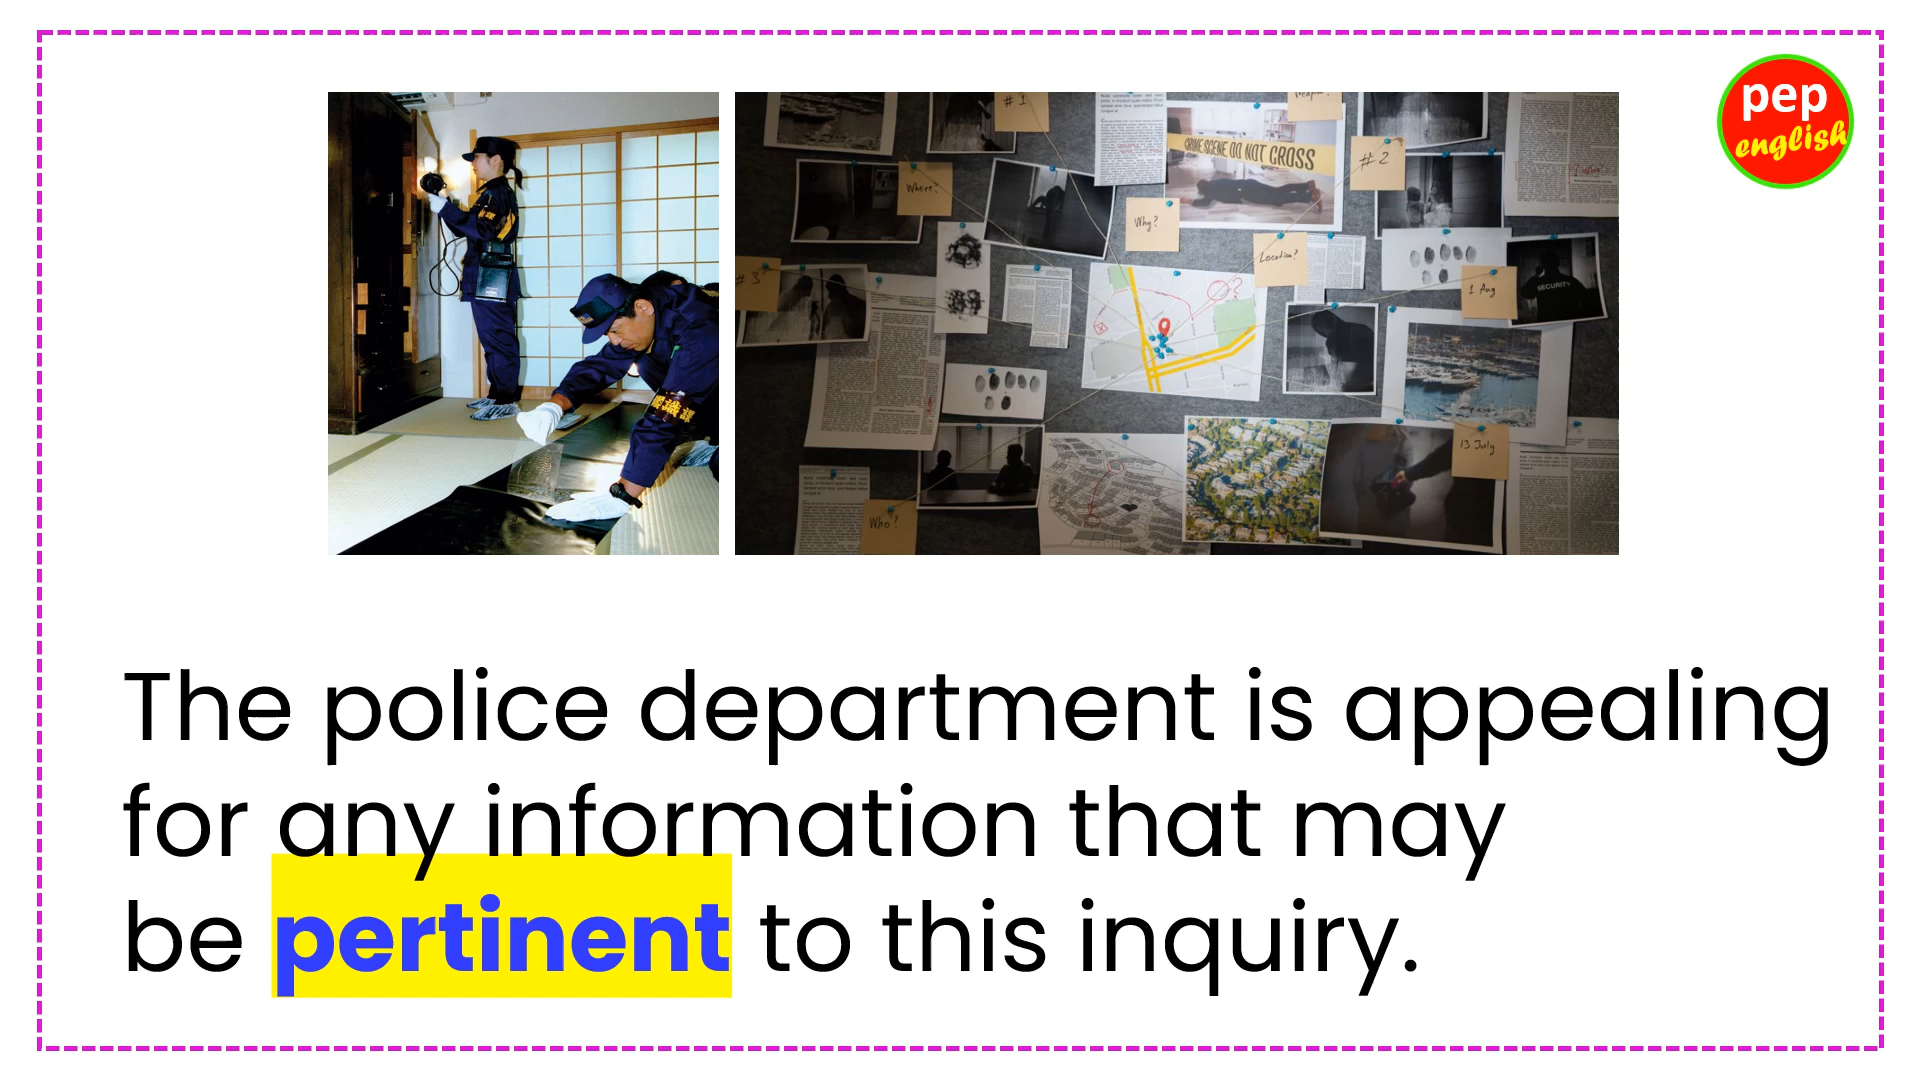 pep
english
# 1
CRIME SCENE DO NOT CROSS
# 2
Where?
Why?
Location?
# 3
1 Aug
SECURITY
13 July
Who?
The police department is appealing
for any information that may
be pertinent to this inquiry.